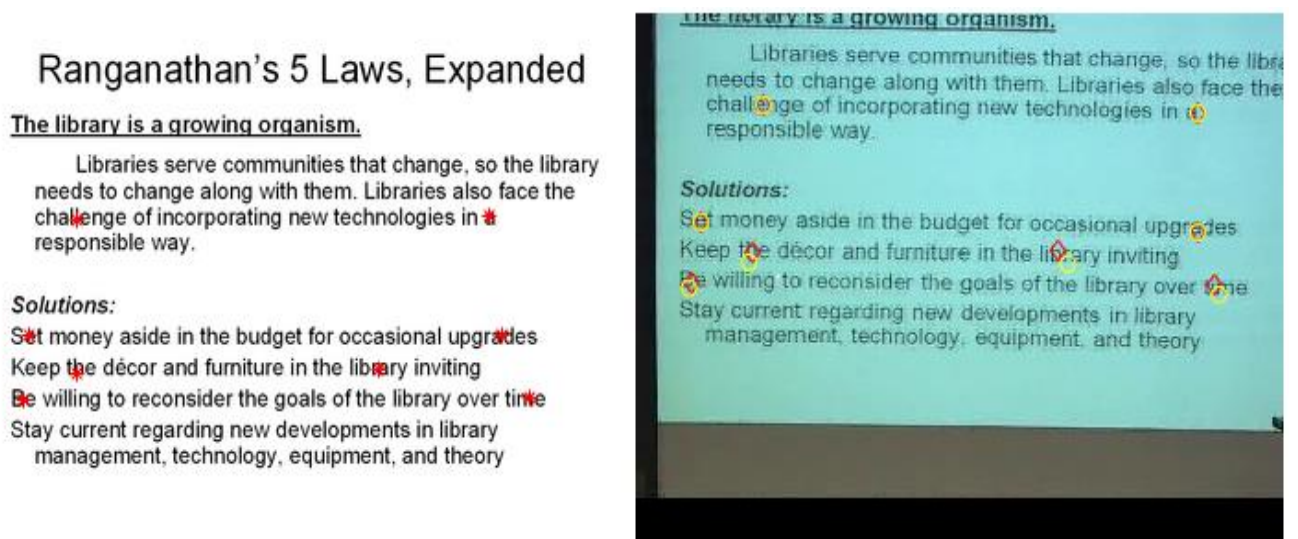 Ranganathan's 5 Laws, Expanded
The library is a growing organism.
Libraries serve communities that change, so the library
needs to change along with them. Libraries also face the
challenge of incorporating new technologies in a
responsible way.
Solutions:
Set money aside in the budget for occasional upgrades
Keep the décor and furniture in the library inviting
Be willing to reconsider the goals of the library over time
Stay current regarding new developments in library
management, technology, equipment, and theory
The library is a growing organism.
Libraries serve communities that change, so the libra
needs to change along with them. Libraries also face the
challenge of incorporating new technologies in a
responsible way.
Solutions:
Set money aside in the budget for occasional upgrades
Keep the décor and furniture in the library inviting
Be willing to reconsider the goals of the library over time
Stay current regarding new developments in library
management, technology, equipment, and theory